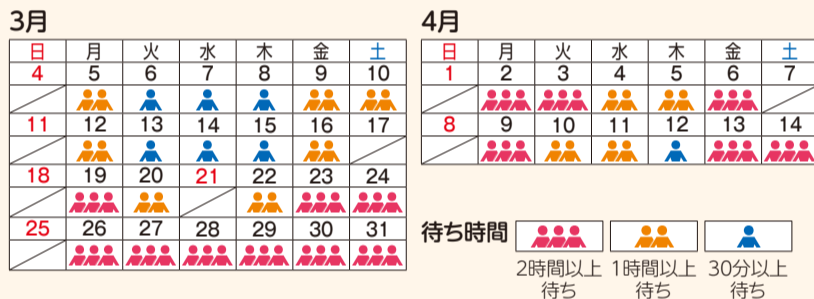 3月
日 月 火 水 木 金 土
4 5 6 7 8 9 10
11 12 13 14 15 16 17
18 19 20 21 22 23 24
25 26 27 28 29 30 31
4月
日 月 火 水 木 金 土
1 2 3 4 5 6 7
8 9 10 11 12 13 14
待ち時間
2時間以上
待ち
1時間以上
待ち
30分以上
待ち